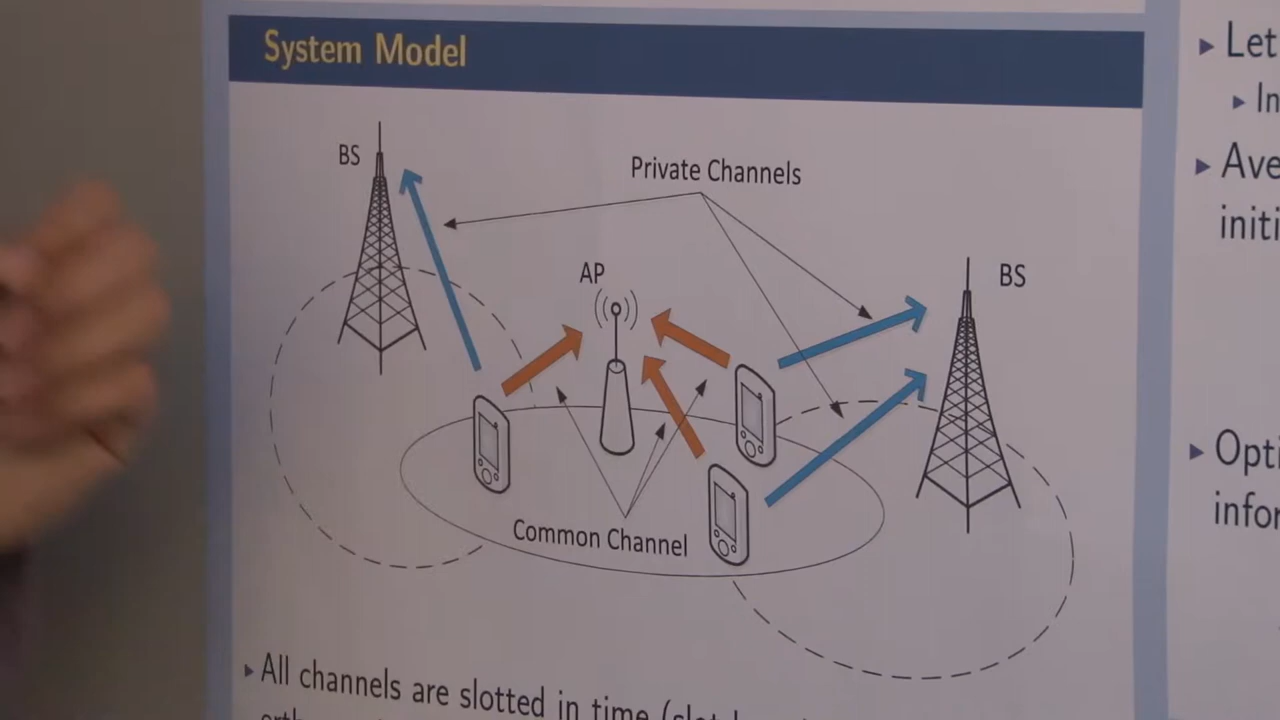 System Model
BS
Private Channels
AP
BS
Common Channel
All channels are slotted in time
Let
In
Ave
initi
Opti
infor